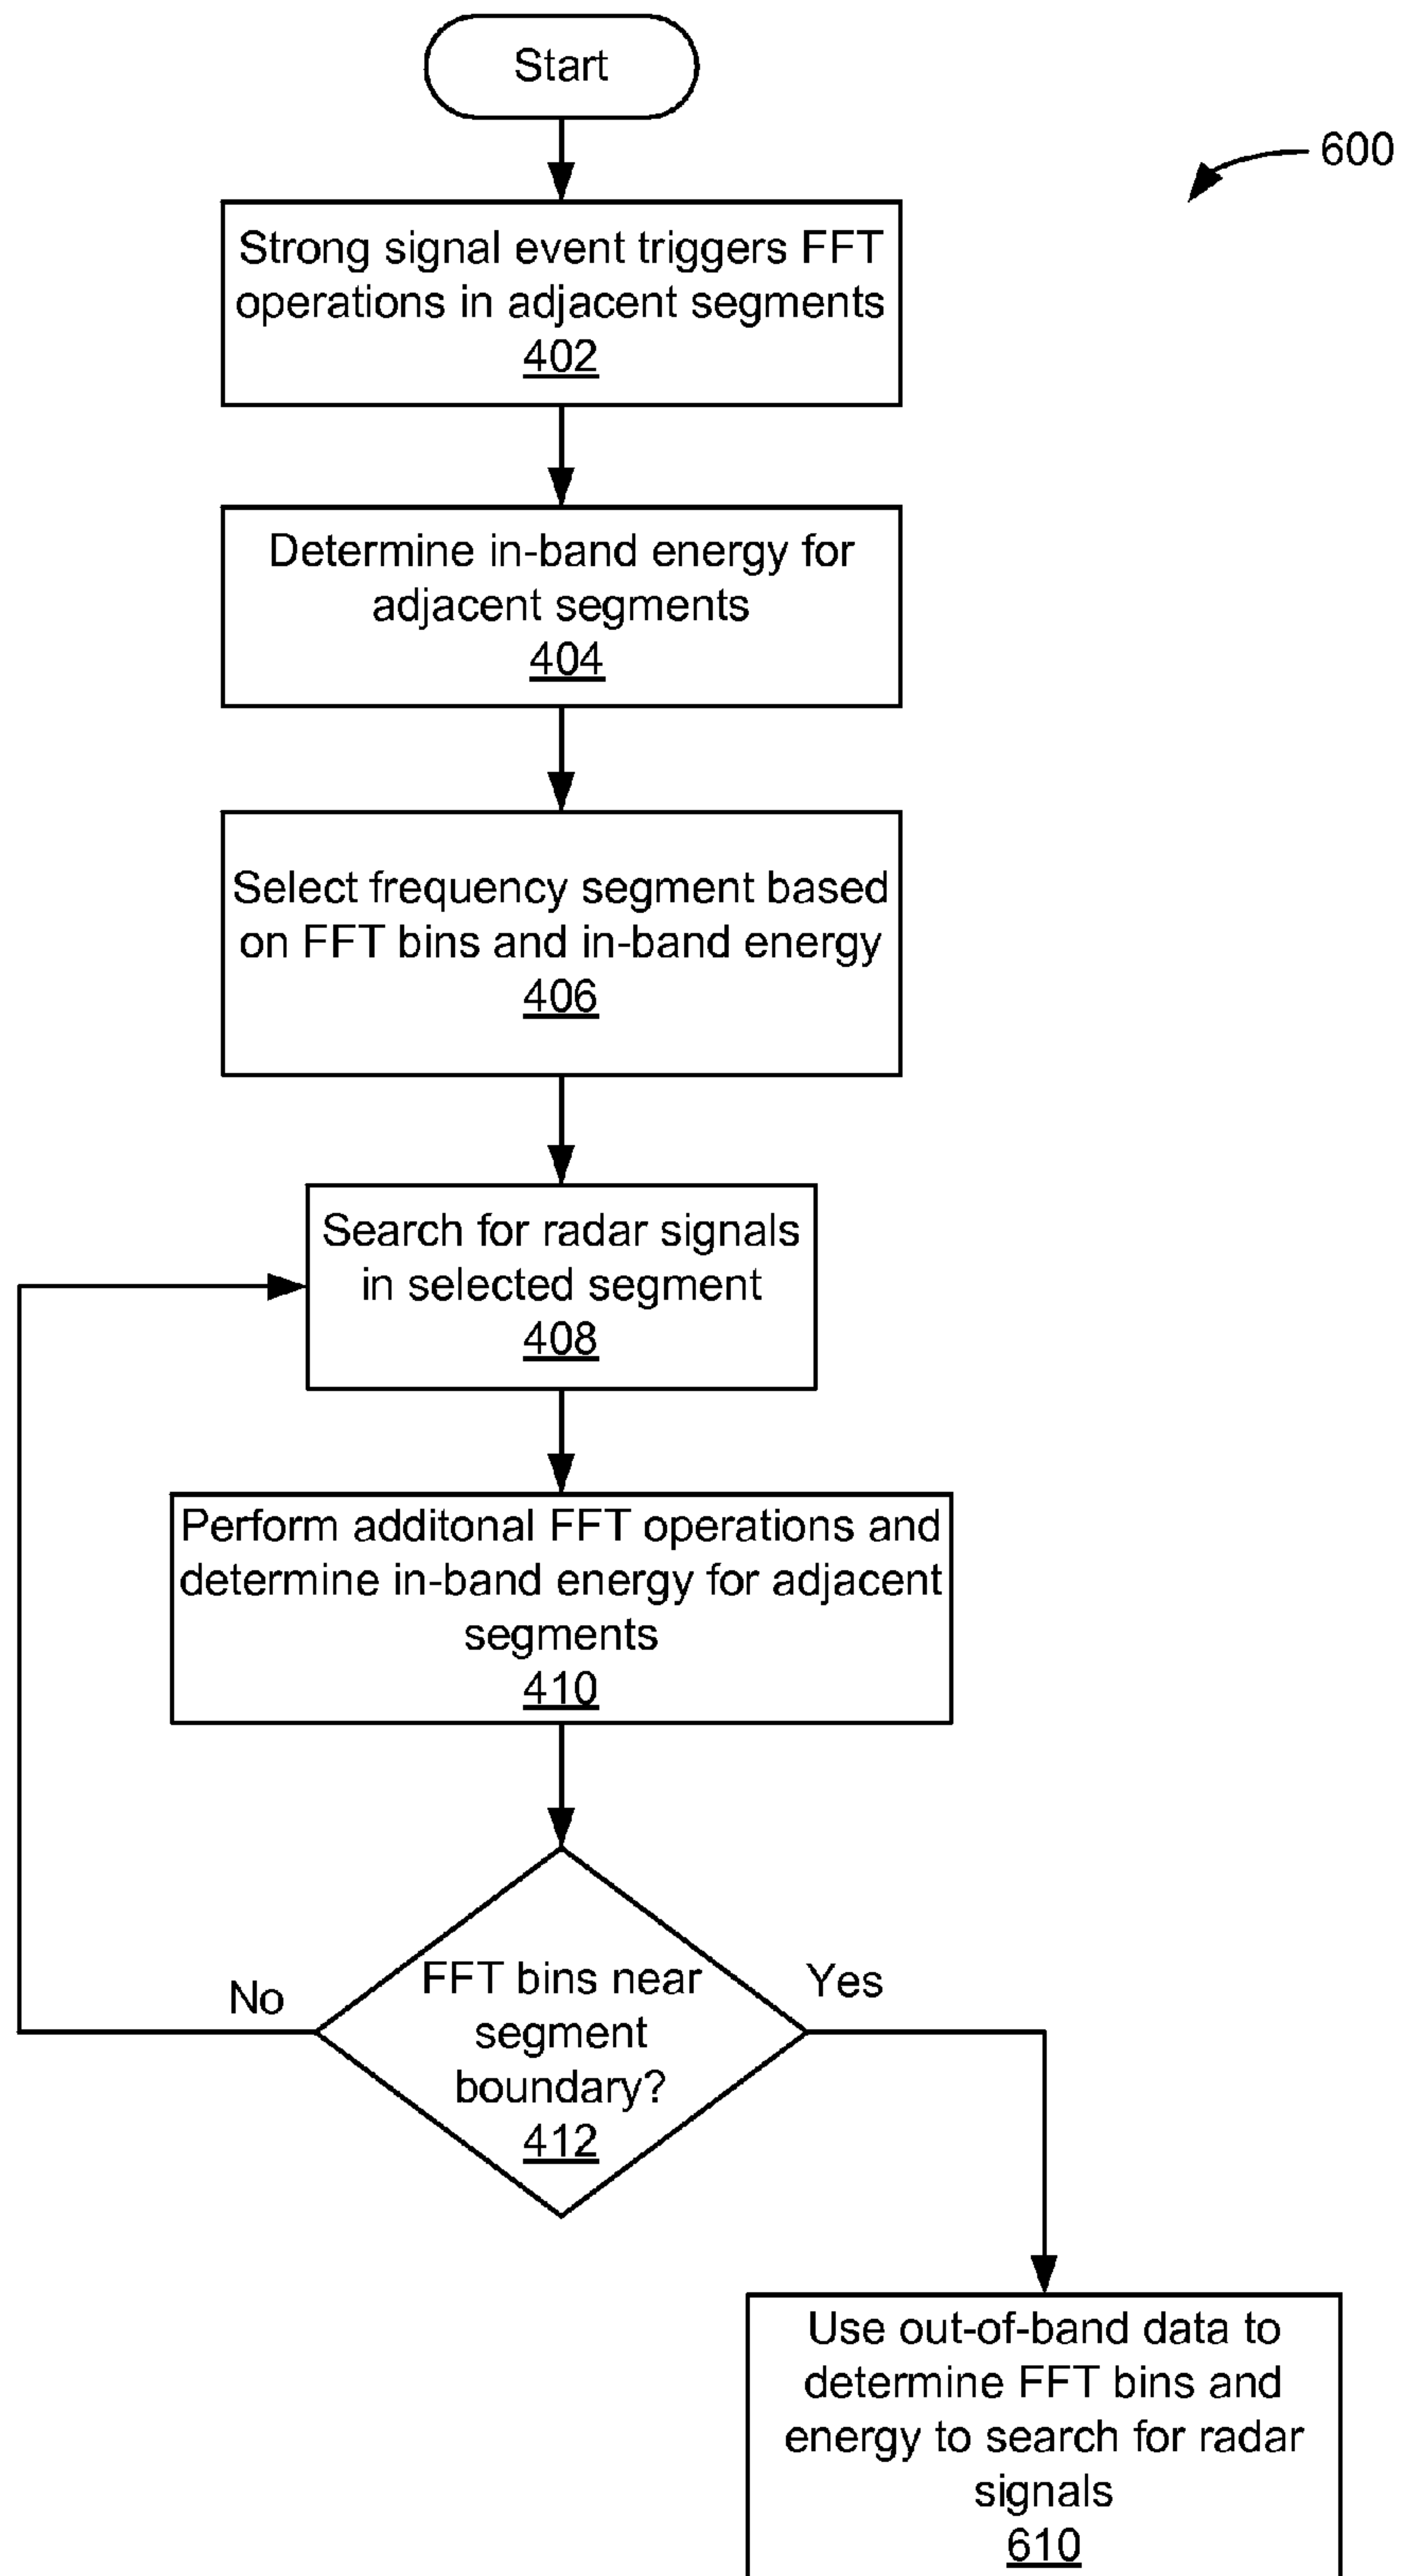 Start
600
Strong signal event triggers FFT
operations in adjacent segments
402
Determine in-band energy for
adjacent segments
404
Select frequency segment based
on FFT bins and in-band energy
406
Search for radar signals
in selected segment
408
Perform additonal FFT operations and
determine in-band energy for adjacent
segments
410
FFT bins near
segment
boundary?
412
No
Yes
Use out-of-band data to
determine FFT bins and
energy to search for radar
signals
610